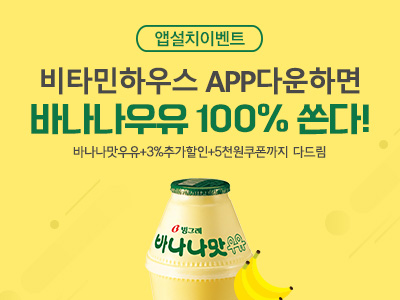 앱설치이벤트
비타민하우스 APP다운하면
바나나우유 100% 쏜다!
바나나맛우유+3%추가할인+5천원쿠폰까지 다드림
빙그레
바나나맛우유